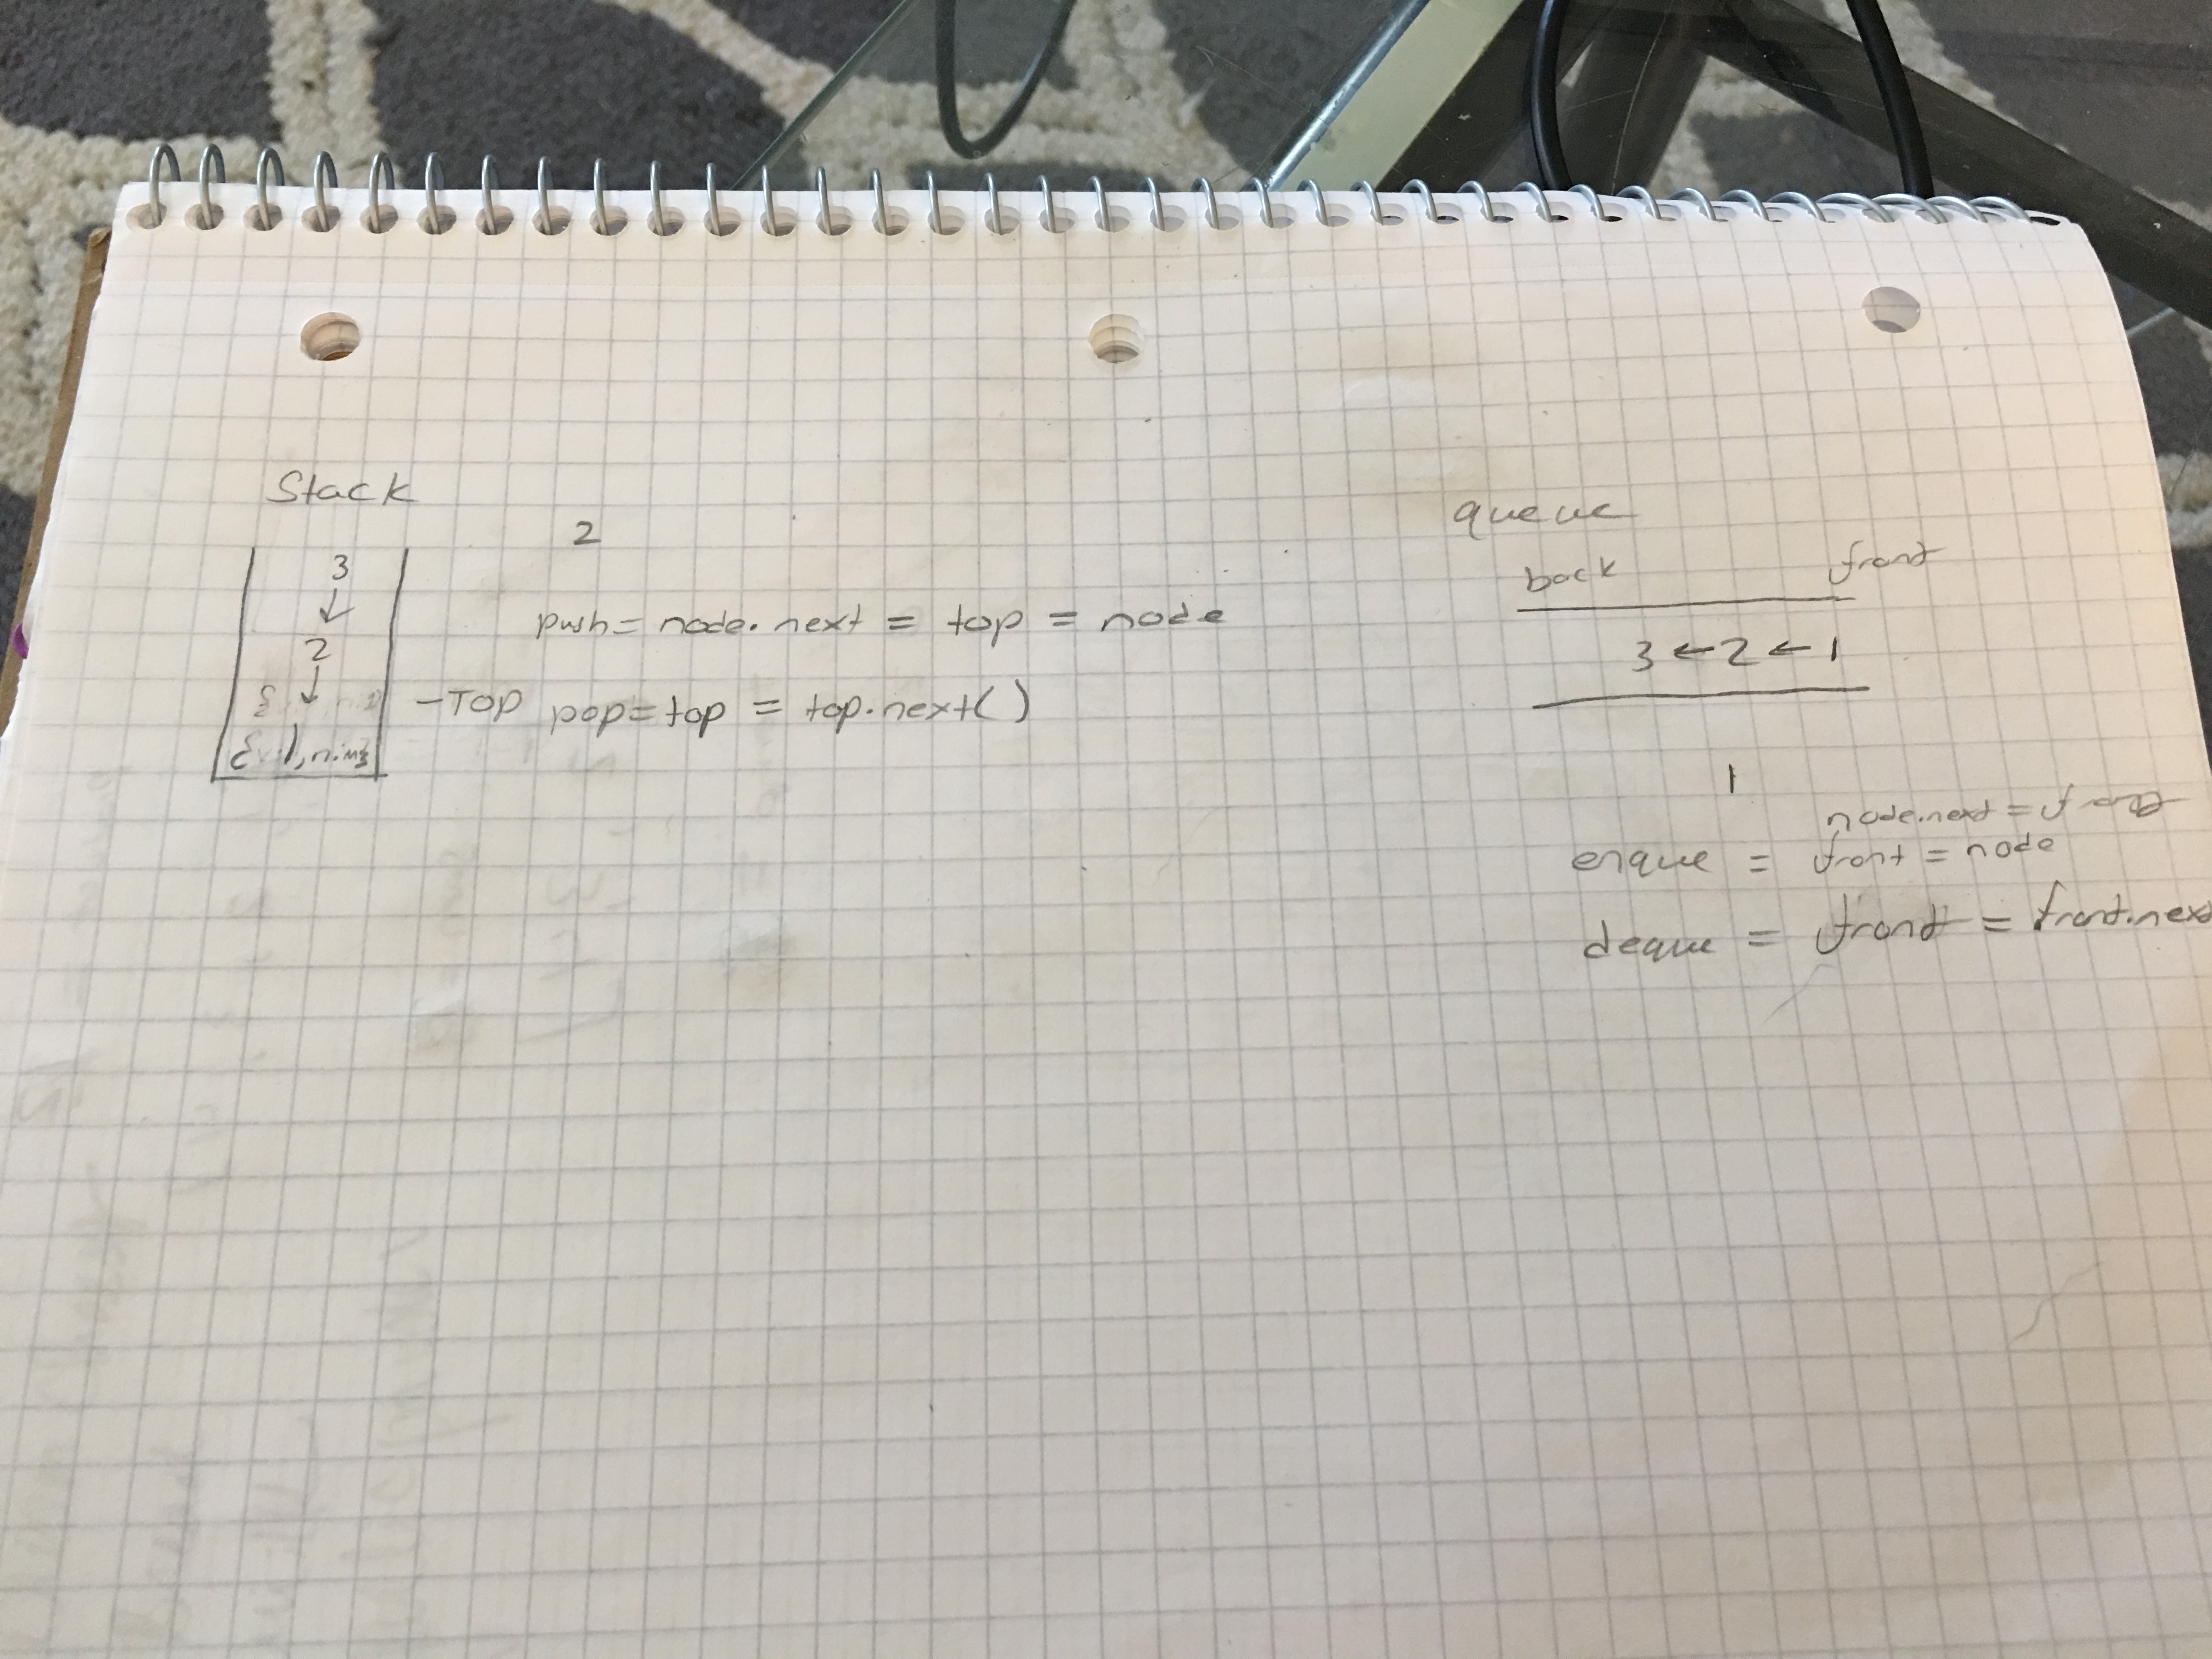 Stack
3
↓
2
↓
2
push = node.next = top = node
-Top pop = top = top.next()
queue
back front
3 ← 2 ← 1
1
node.next = front
enque = front = node
deque = front = front.next